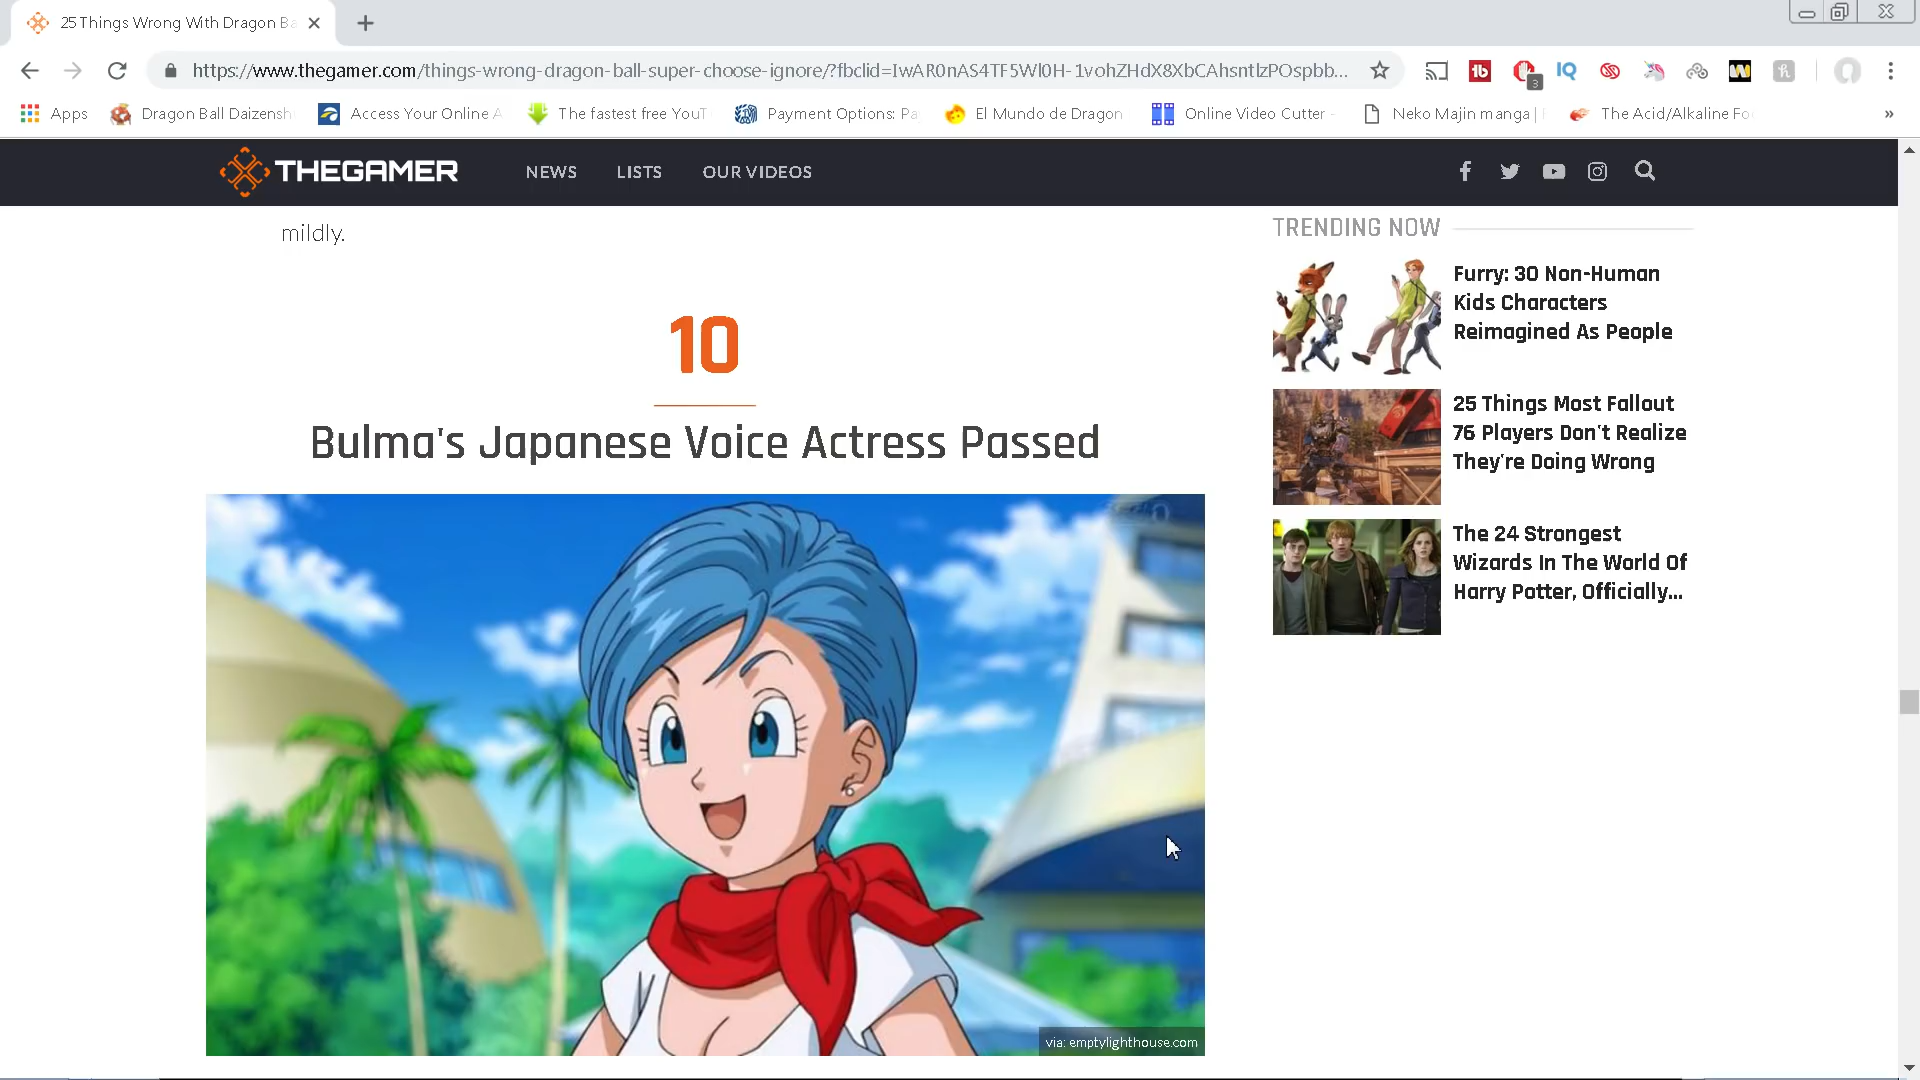 25 Things Wrong With Dragon Ba
https://www.thegamer.com/things-wrong-dragon-ball-super-choose-ignore/?fbclid=IwAR0nAS4TF5Wl0H-1vohZHdX8XbCAhsntlzPOspbb...
3
Apps
Dragon Ball Daizensh
Access Your Online A
The fastest free YouT
Payment Options: Pa
El Mundo de Dragon
Online Video Cutter -
Neko Majin manga |
The Acid/Alkaline Fo
»
THEGAMER
NEWS
LISTS
OUR VIDEOS
mildly.
TRENDING NOW
Furry: 30 Non-Human
Kids Characters
Reimagined As People
10
25 Things Most Fallout
76 Players Don't Realize
They're Doing Wrong
Bulma's Japanese Voice Actress Passed
The 24 Strongest
Wizards In The World Of
Harry Potter, Officially...
via: emptylighthouse.com